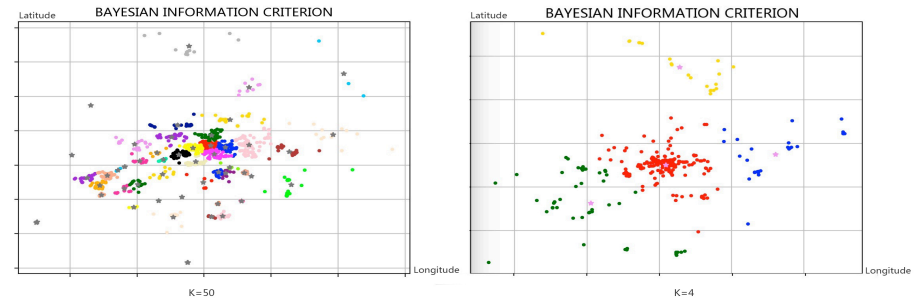 BAYESIAN INFORMATION CRITERION
Latitude
Longitude
K=50
BAYESIAN INFORMATION CRITERION
Latitude
Longitude
K=4